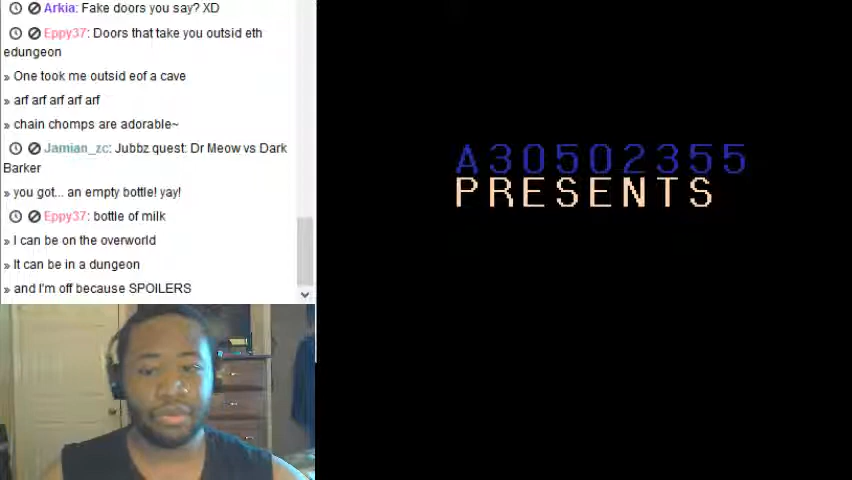 Arkia: Fake doors you say? XD
Eppy37: Doors that take you outsid eth
edungeon
» One took me outsid eof a cave
» arf arf arf arf arf
» chain chomps are adorable~
Jamian_zc: Jubbz quest: Dr Meow vs Dark
Barker
» you got... an empty bottle! yay!
Eppy37: bottle of milk
» I can be on the overworld
» It can be in a dungeon
» and I'm off because SPOILERS
A30502355
PRESENTS